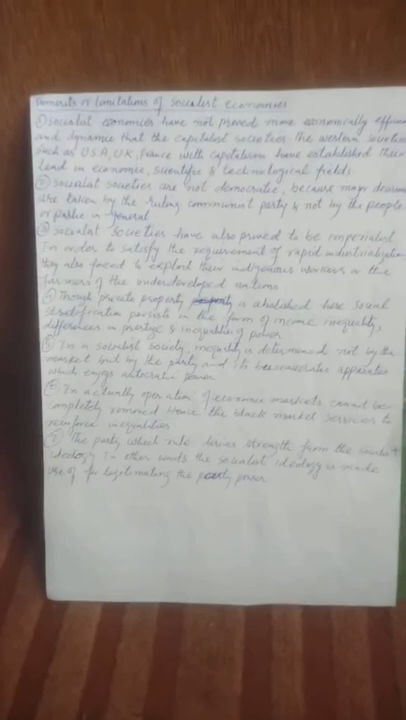 Demerits or Limitations of Socialist economies
① Socialist economies have not proved more economically
and dynamic that the capitalist societies the western societies
such as U.S.A, U.K, France with capitalism have established their
lead in economic, scientific & technological fields
② Socialist societies are not democratic, because major
are taken by the ruling communist party & not by the people
or public in general
③ Socialist Societies have also proved to be imperialist
In order to satisfy the requirement of rapid industrialization
they also forced to exploit their indigenous workers or the
farmers of the underdeveloped nations
④ Though private property is abolished here social
stratification persists in the form of income inequality,
differences in prestige & inequalities of power
⑤ In a socialist society, inequality is determined not by the
market but by the party and its bureaucratic apparatus
which enjoys autocratic power
⑥ In actually operation of economic markets cannot be
completely removed Hence the black market services to
reinforce inequalities
⑦ The party which rule derive strength from the
ideology In other words the socialist ideology is made
use of for legitimating the party power